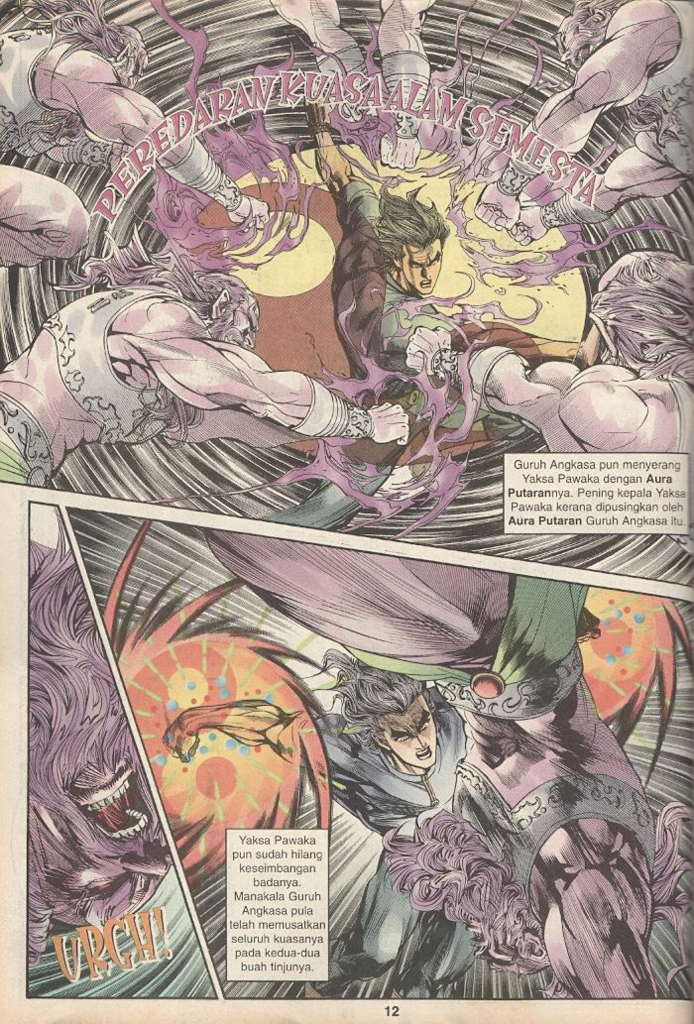 PEREDARAN KUASA ALAM SEMESTA
Guruh Angkasa pun menyerang
Yaksa Pawaka dengan Aura
Putarannya. Pening kepala Yaksa
Pawaka kerana dipusingkan oleh
Aura Putaran Guruh Angkasa itu.
Yaksa Pawaka
pun sudah hilang
keseimbangan
badanya.
Manakala Guruh
Angkasa pula
telah memusatkan
seluruh kuasanya
pada kedua-dua
buah tinjunya.
URGH!
12